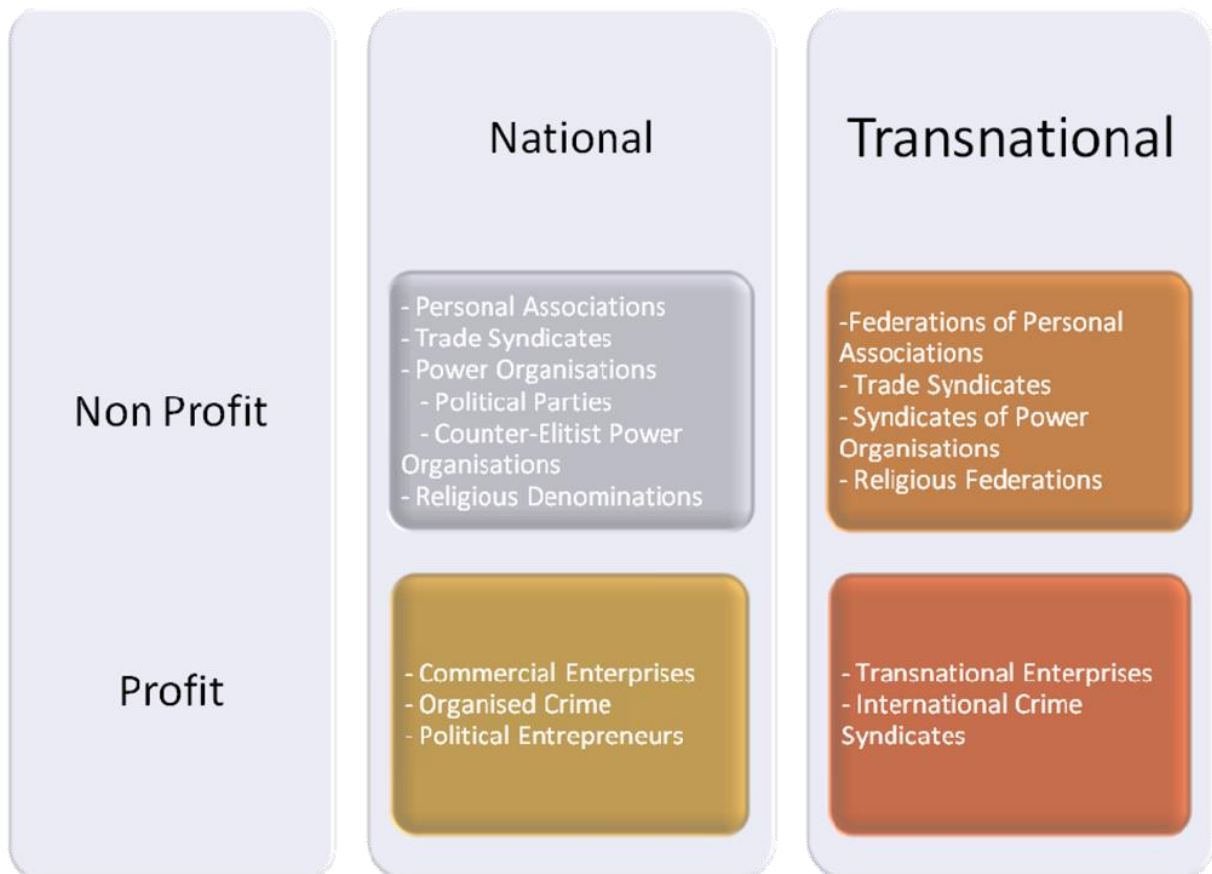 National
Transnational
Non Profit
- Personal Associations
- Trade Syndicates
- Power Organisations
- Political Parties
- Counter-Elitist Power
Organisations
- Religious Denominations
-Federations of Personal
Associations
- Trade Syndicates
- Syndicates of Power
Organisations
- Religious Federations
Profit
- Commercial Enterprises
- Organised Crime
- Political Entrepreneurs
- Transnational Enterprises
- International Crime
Syndicates